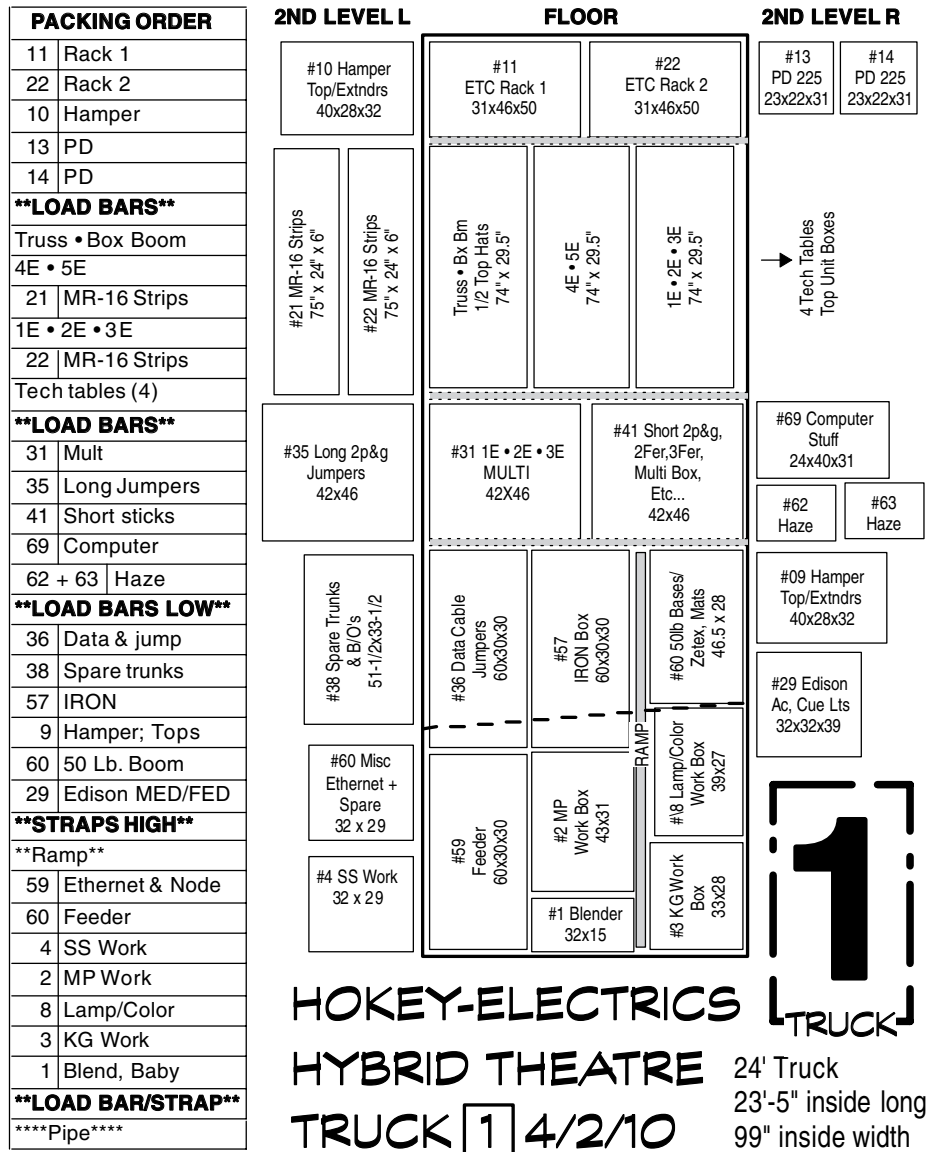 PACKING ORDER
11 Rack 1
22 Rack 2
10 Hamper
13 PD
14 PD
**LOAD BARS**
Truss • Box Boom
4E • 5E
21 MR-16 Strips
1E • 2E • 3E
22 MR-16 Strips
Tech tables (4)
**LOAD BARS**
31 Mult
35 Long Jumpers
41 Short sticks
69 Computer
62 + 63 Haze
**LOAD BARS LOW**
36 Data & jump
38 Spare trunks
57 IRON
9 Hamper; Tops
60 50 Lb. Boom
29 Edison MED/FED
**STRAPS HIGH**
**Ramp**
59 Ethernet & Node
60 Feeder
4 SS Work
2 MP Work
8 Lamp/Color
3 KG Work
1 Blend, Baby
**LOAD BAR/STRAP**
****Pipe****
2ND LEVEL L
#10 Hamper
Top/Extndrs
40x28x32
#21 MR-16 Strips
75" x 24" x 6"
#22 MR-16 Strips
75" x 24" x 6"
#35 Long 2p&g
Jumpers
42x46
#38 Spare Trunks
& B/O's
51-1/2x33-1/2
#60 Misc
Ethernet +
Spare
32 x 29
#4 SS Work
32 x 29
FLOOR
#11
ETC Rack 1
31x46x50
#22
ETC Rack 2
31x46x50
Truss • Bx Bm
1/2 Top Hats
74" x 29.5"
4E • 5E
74" x 29.5"
1E • 2E • 3E
74" x 29.5"
#31 1E • 2E • 3E
MULTI
42X46
#41 Short 2p&g,
2Fer,3Fer,
Multi Box,
Etc...
42x46
#36 Data Cable
Jumpers
60x30x30
#57
IRON Box
60x30x30
#60 50lb Bases/
Zetex, Mats
46.5 x 28
RAMP
#59
Feeder
60x30x30
#2 MP
Work Box
43x31
#\8 Lamp/Color
Work Box
39x27
#1 Blender
32x15
#3 KG Work
Box
33x28
2ND LEVEL R
#13
PD 225
23x22x31
#14
PD 225
23x22x31
4 Tech Tables
Top Unit Boxes
#69 Computer
Stuff
24x40x31
#62
Haze
#63
Haze
#09 Hamper
Top/Extndrs
40x28x32
#29 Edison
Ac, Cue Lts
32x32x39
1
TRUCK
HOKEY-ELECTRICS
HYBRID THEATRE
TRUCK 1 4/2/10
24' Truck
23'-5" inside long
99" inside width